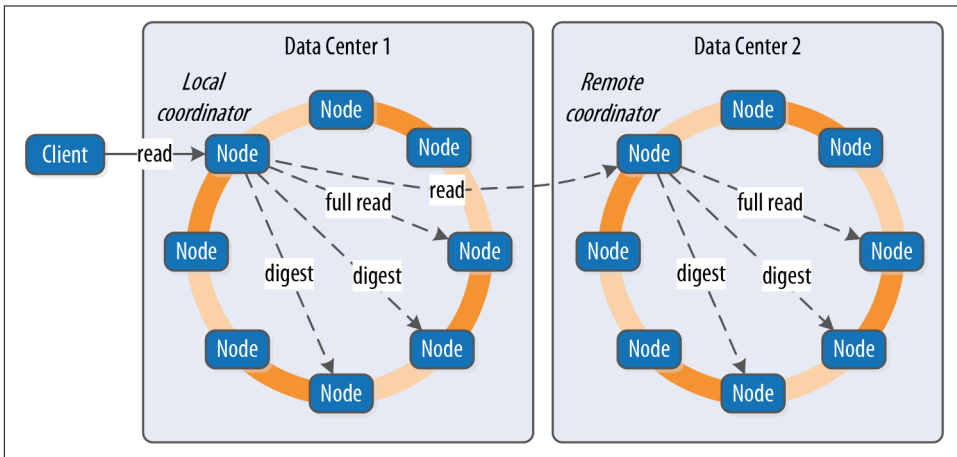 Data Center 1
Local
coordinator
Node
Node
Node
Client
read
Node
read
full read
Node
Node
digest
digest
Node
Node
Node
Data Center 2
Remote
coordinator
Node
Node
Node
full read
Node
Node
digest
digest
Node
Node
Node